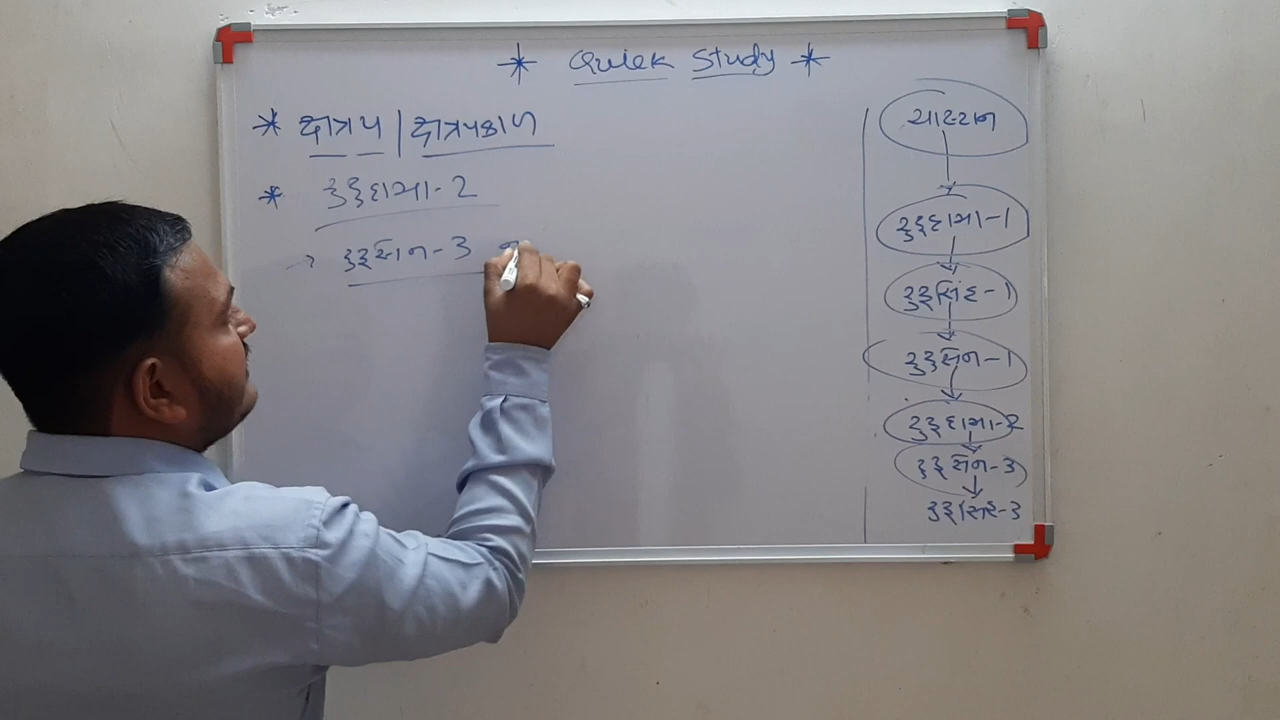 * Quick Study *
* ક્ષત્રપ | ક્ષત્રપકાળ
* રુદ્રદામા-2
→ રુદ્રસેન-3
ચાષ્ટન
રુદ્રદામા-1
રુદ્રસિંહ-1
રુદ્રસેન-1
રુદ્રદામા-2
રુદ્રસેન-3
રુદ્રસિંહ-3